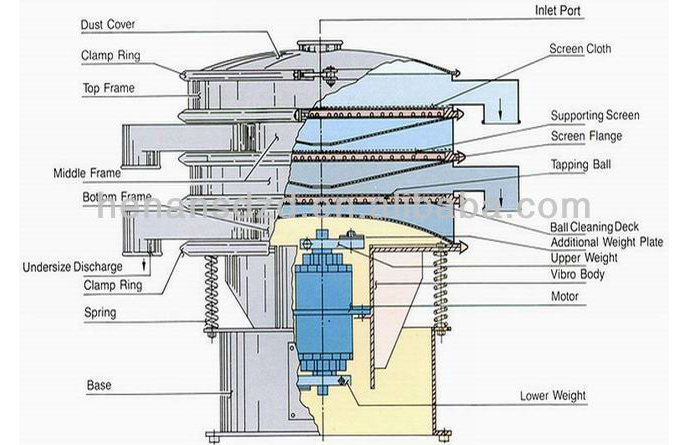 Inlet Port
Dust Cover
Clamp Ring
Top Frame
Middle Frame
Bottom Frame
Undersize Discharge
Clamp Ring
Spring
Base
Screen Cloth
Supporting Screen
Screen Flange
Tapping Ball
Ball Cleaning Deck
Additional Weight Plate
Upper Weight
Vibro Body
Motor
Lower Weight